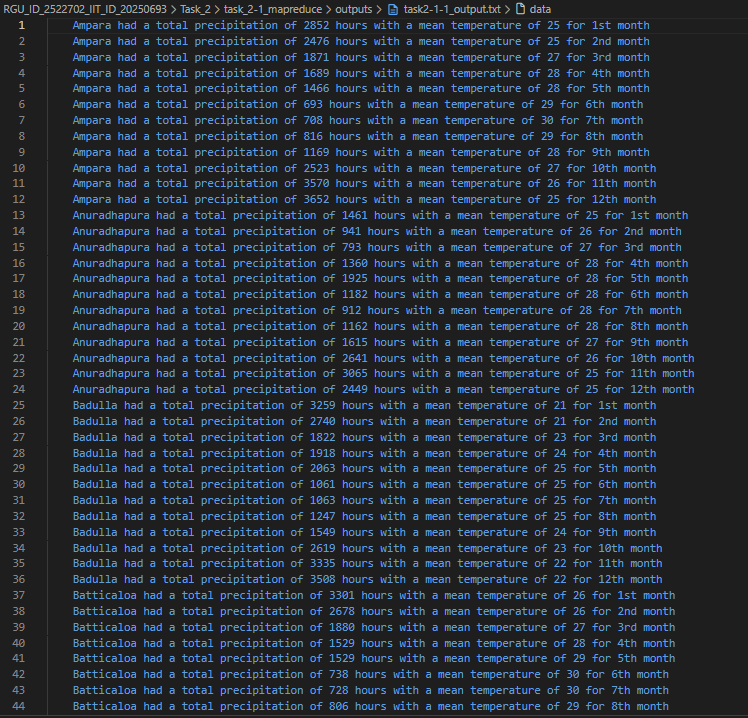 RGU_ID_2522702_IIT_ID_20250693 > Task_2 > task_2-1_mapreduce > outputs > task2-1-1_output.txt > data
1 Ampara had a total precipitation of 2852 hours with a mean temperature of 25 for 1st month
2 Ampara had a total precipitation of 2476 hours with a mean temperature of 25 for 2nd month
3 Ampara had a total precipitation of 1871 hours with a mean temperature of 27 for 3rd month
4 Ampara had a total precipitation of 1689 hours with a mean temperature of 28 for 4th month
5 Ampara had a total precipitation of 1466 hours with a mean temperature of 28 for 5th month
6 Ampara had a total precipitation of 693 hours with a mean temperature of 29 for 6th month
7 Ampara had a total precipitation of 708 hours with a mean temperature of 30 for 7th month
8 Ampara had a total precipitation of 816 hours with a mean temperature of 29 for 8th month
9 Ampara had a total precipitation of 1169 hours with a mean temperature of 28 for 9th month
10 Ampara had a total precipitation of 2523 hours with a mean temperature of 27 for 10th month
11 Ampara had a total precipitation of 3570 hours with a mean temperature of 26 for 11th month
12 Ampara had a total precipitation of 3652 hours with a mean temperature of 25 for 12th month
13 Anuradhapura had a total precipitation of 1461 hours with a mean temperature of 25 for 1st month
14 Anuradhapura had a total precipitation of 941 hours with a mean temperature of 26 for 2nd month
15 Anuradhapura had a total precipitation of 793 hours with a mean temperature of 27 for 3rd month
16 Anuradhapura had a total precipitation of 1360 hours with a mean temperature of 28 for 4th month
17 Anuradhapura had a total precipitation of 1925 hours with a mean temperature of 28 for 5th month
18 Anuradhapura had a total precipitation of 1182 hours with a mean temperature of 28 for 6th month
19 Anuradhapura had a total precipitation of 912 hours with a mean temperature of 28 for 7th month
20 Anuradhapura had a total precipitation of 1162 hours with a mean temperature of 28 for 8th month
21 Anuradhapura had a total precipitation of 1615 hours with a mean temperature of 27 for 9th month
22 Anuradhapura had a total precipitation of 2641 hours with a mean temperature of 26 for 10th month
23 Anuradhapura had a total precipitation of 3065 hours with a mean temperature of 25 for 11th month
24 Anuradhapura had a total precipitation of 2449 hours with a mean temperature of 25 for 12th month
25 Badulla had a total precipitation of 3259 hours with a mean temperature of 21 for 1st month
26 Badulla had a total precipitation of 2740 hours with a mean temperature of 21 for 2nd month
27 Badulla had a total precipitation of 1822 hours with a mean temperature of 23 for 3rd month
28 Badulla had a total precipitation of 1918 hours with a mean temperature of 24 for 4th month
29 Badulla had a total precipitation of 2063 hours with a mean temperature of 25 for 5th month
30 Badulla had a total precipitation of 1061 hours with a mean temperature of 25 for 6th month
31 Badulla had a total precipitation of 1063 hours with a mean temperature of 25 for 7th month
32 Badulla had a total precipitation of 1247 hours with a mean temperature of 25 for 8th month
33 Badulla had a total precipitation of 1549 hours with a mean temperature of 24 for 9th month
34 Badulla had a total precipitation of 2619 hours with a mean temperature of 23 for 10th month
35 Badulla had a total precipitation of 3335 hours with a mean temperature of 22 for 11th month
36 Badulla had a total precipitation of 3508 hours with a mean temperature of 22 for 12th month
37 Batticaloa had a total precipitation of 3301 hours with a mean temperature of 26 for 1st month
38 Batticaloa had a total precipitation of 2678 hours with a mean temperature of 26 for 2nd month
39 Batticaloa had a total precipitation of 1880 hours with a mean temperature of 27 for 3rd month
40 Batticaloa had a total precipitation of 1529 hours with a mean temperature of 28 for 4th month
41 Batticaloa had a total precipitation of 1529 hours with a mean temperature of 29 for 5th month
42 Batticaloa had a total precipitation of 738 hours with a mean temperature of 30 for 6th month
43 Batticaloa had a total precipitation of 728 hours with a mean temperature of 30 for 7th month
44 Batticaloa had a total precipitation of 806 hours with a mean temperature of 29 for 8th month